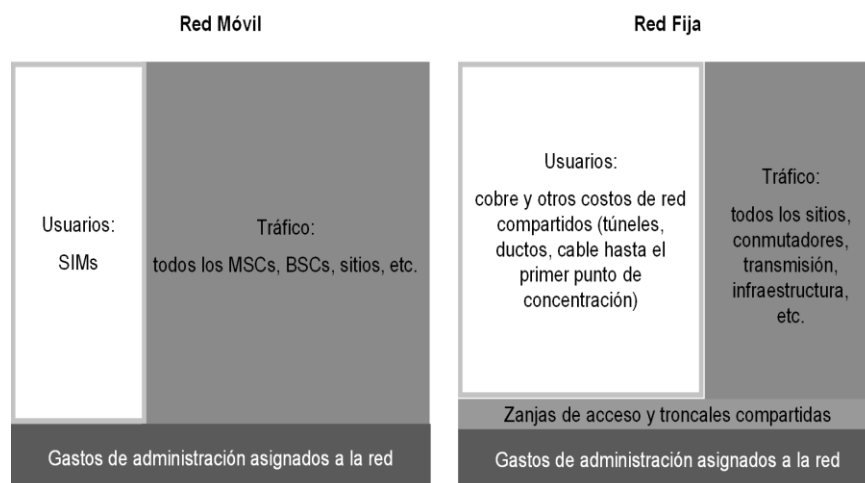 Red Móvil
Usuarios:
SIMs
Tráfico:
todos los MSCs, BSCs, sitios, etc.
Gastos de administración asignados a la red
Red Fija
Usuarios:
cobre y otros costos de red
compartidos (túneles,
ductos, cable hasta el
primer punto de
concentración)
Tráfico:
todos los sitios,
conmutadores,
transmisión,
infraestructura,
etc.
Zanjas de acceso y troncales compartidas
Gastos de administración asignados a la red